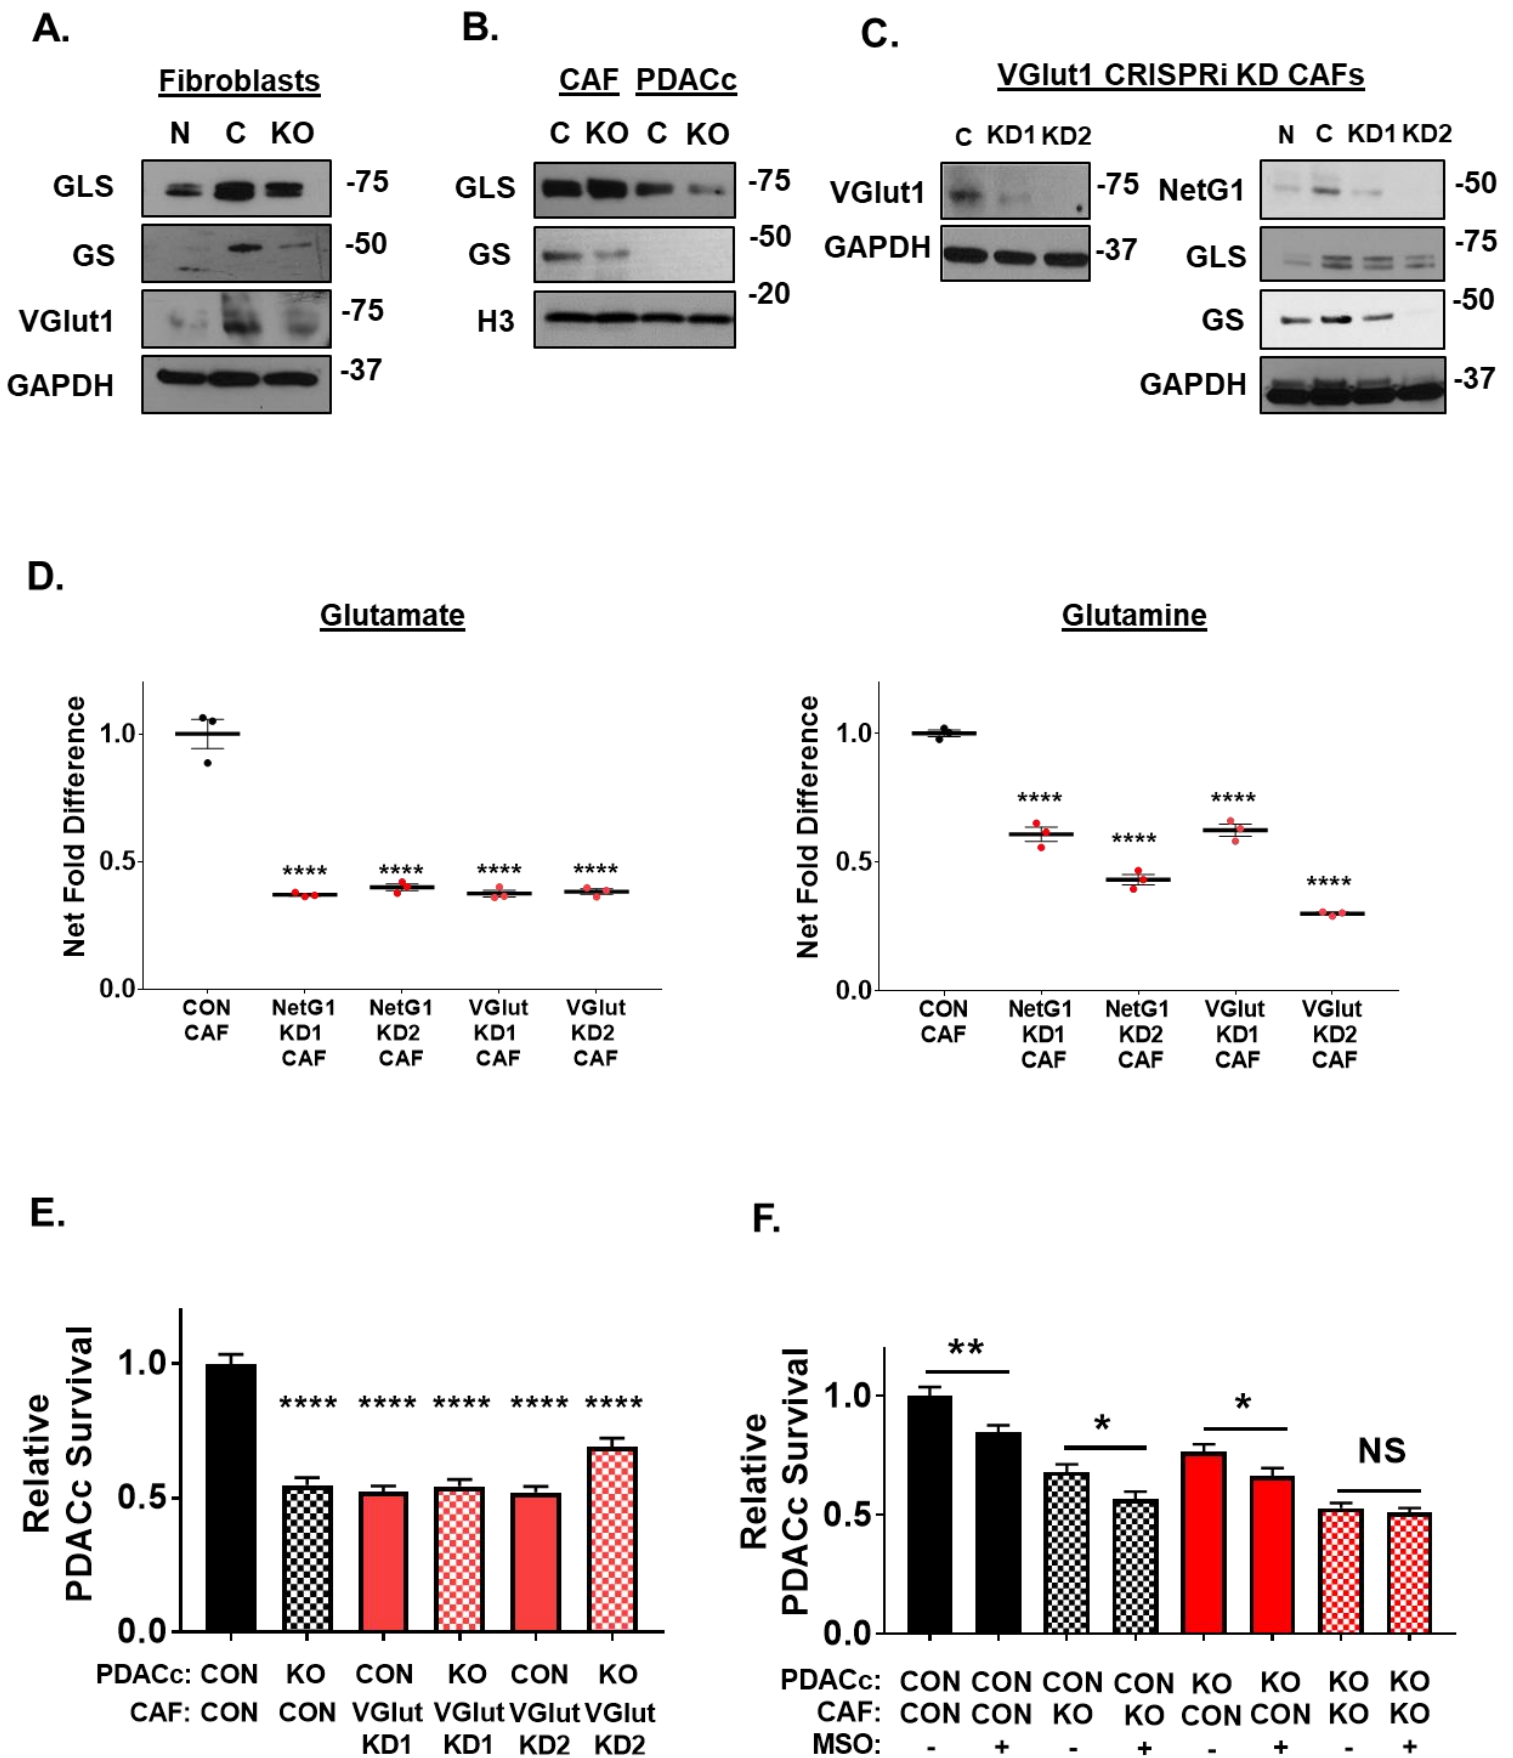 A.
Fibroblasts
N C KO
GLS -75
GS -50
VGlut1 -75
GAPDH -37
B.
CAF PDACc
C KO C KO
GLS -75
GS -50
H3 -20
C.
VGlut1 CRISPRi KD CAFs
C KD1 KD2
VGlut1 -75
GAPDH -37
N C KD1 KD2
NetG1 -50
GLS -75
GS -50
GAPDH -37
D.
Glutamate
Net Fold Difference
1.0
0.5
0.0
**** **** **** ****
CON NetG1 NetG1 VGlut VGlut
CAF KD1 KD2 KD1 KD2
CAF CAF CAF CAF
Glutamine
Net Fold Difference
1.0
0.5
0.0
**** **** **** ****
CON NetG1 NetG1 VGlut VGlut
CAF KD1 KD2 KD1 KD2
CAF CAF CAF CAF
E.
Relative
PDACc Survival
1.0
0.5
0.0
**** **** **** **** ****
PDACc: CON KO CON KO CON KO
CAF: CON CON VGlut VGlut VGlut VGlut
KD1 KD1 KD2 KD2
F.
Relative
PDACc Survival
1.0
0.5
0.0
** * * NS
PDACc: CON CON CON CON KO KO KO KO
CAF: CON CON KO KO CON CON KO KO
MSO: - + - + - + - +